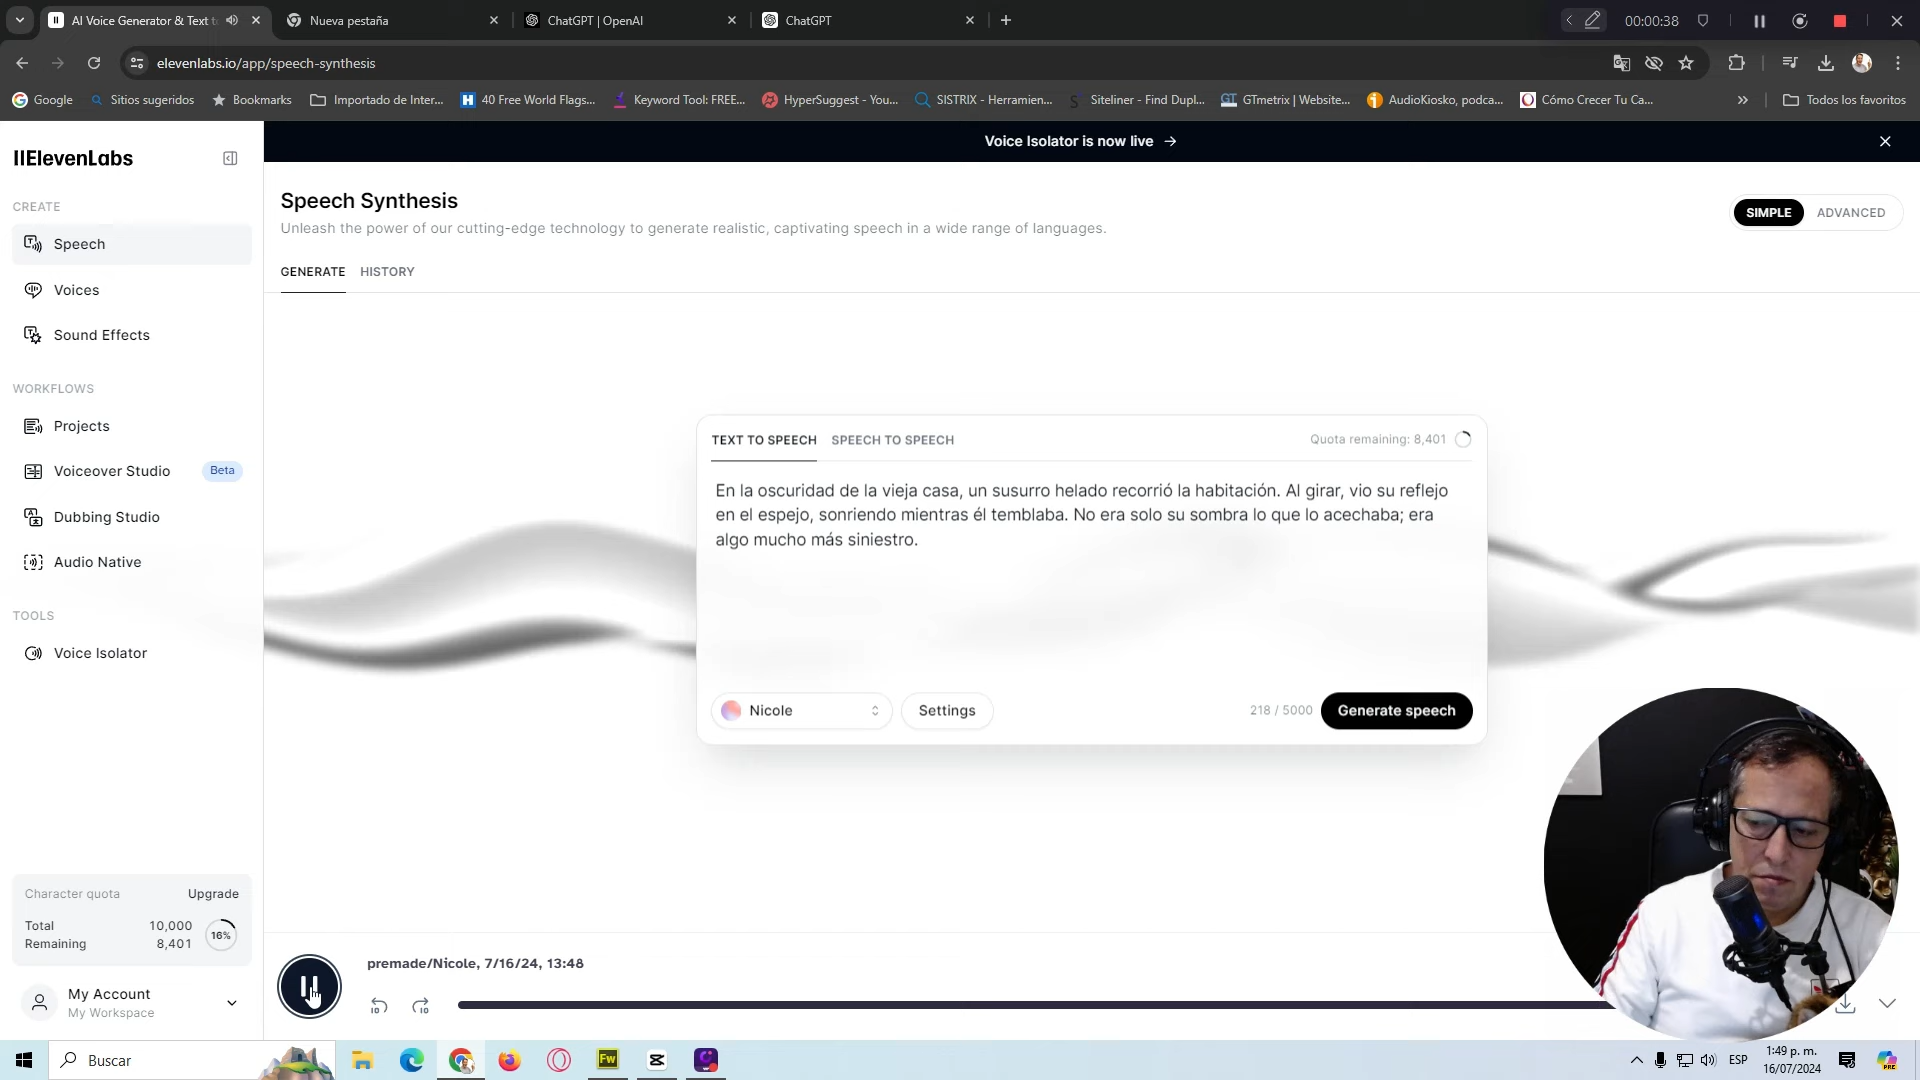 AI Voice Generator & Text to
Nueva pestaña
ChatGPT | OpenAI
ChatGPT
00:00:38
elevenlabs.io/app/speech-synthesis
Google
Sitios sugeridos
Bookmarks
Importado de Inter...
40 Free World Flags...
Keyword Tool: FREE...
HyperSuggest - You...
SISTRIX - Herramien...
Siteliner - Find Dupl...
GTmetrix | Website...
AudioKiosko, podca...
Cómo Crecer Tu Ca...
Todos los favoritos
IIElevenLabs
Voice Isolator is now live →
CREATE
Speech
Voices
Sound Effects
WORKFLOWS
Projects
Voiceover Studio
Beta
Dubbing Studio
Audio Native
TOOLS
Voice Isolator
Speech Synthesis
Unleash the power of our cutting-edge technology to generate realistic, captivating speech in a wide range of languages.
SIMPLE
ADVANCED
GENERATE
HISTORY
TEXT TO SPEECH
SPEECH TO SPEECH
Quota remaining: 8,401
En la oscuridad de la vieja casa, un susurro helado recorrió la habitación. Al girar, vio su reflejo
en el espejo, sonriendo mientras él temblaba. No era solo su sombra lo que lo acechaba; era
algo mucho más siniestro.
Nicole
Settings
218 / 5000
Generate speech
Character quota
Upgrade
Total
10,000
Remaining
8,401
16%
My Account
My Workspace
premade/Nicole, 7/16/24, 13:48
10
10
Buscar
Fw
ESP
1:49 p. m.
16/07/2024
PRE